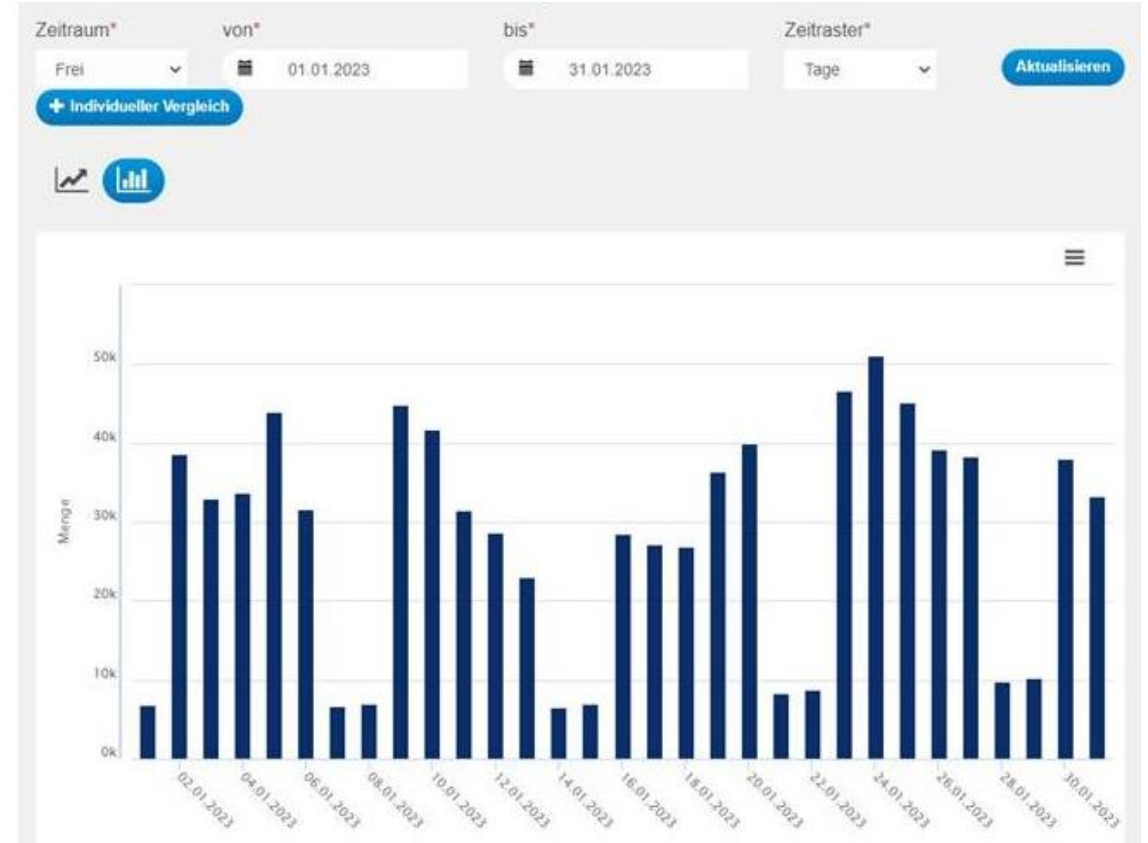 Zeitraum* von* bis* Zeitraster*
Frei 01.01.2023 31.01.2023 Tage Aktualisieren
+ Individueller Vergleich
50k
40k
30k
20k
10k
0k
Menge
02.01.2023 04.01.2023 06.01.2023 08.01.2023 10.01.2023 12.01.2023 14.01.2023 16.01.2023 18.01.2023 20.01.2023 22.01.2023 24.01.2023 26.01.2023 28.01.2023 30.01.2023